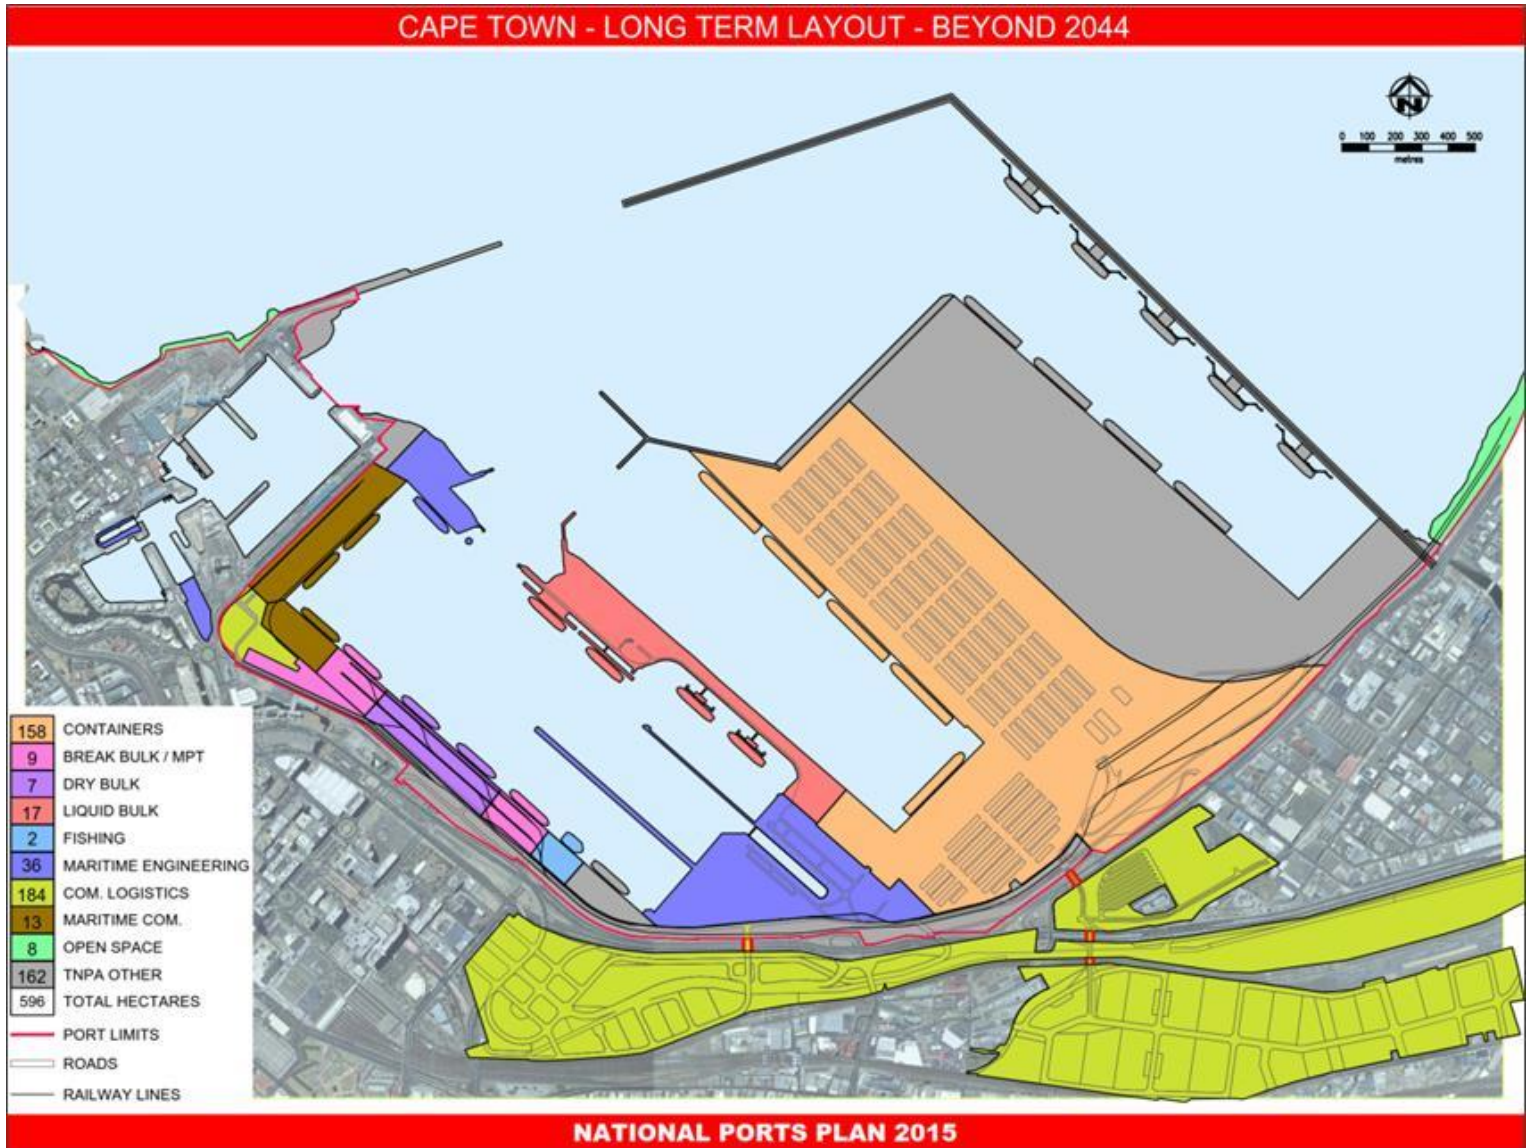 CAPE TOWN - LONG TERM LAYOUT - BEYOND 2044
N
0 100 200 300 400 500
metres
158 CONTAINERS
9 BREAK BULK / MPT
7 DRY BULK
17 LIQUID BULK
2 FISHING
36 MARITIME ENGINEERING
184 COM. LOGISTICS
13 MARITIME COM.
8 OPEN SPACE
162 TNPA OTHER
596 TOTAL HECTARES
PORT LIMITS
ROADS
RAILWAY LINES
NATIONAL PORTS PLAN 2015